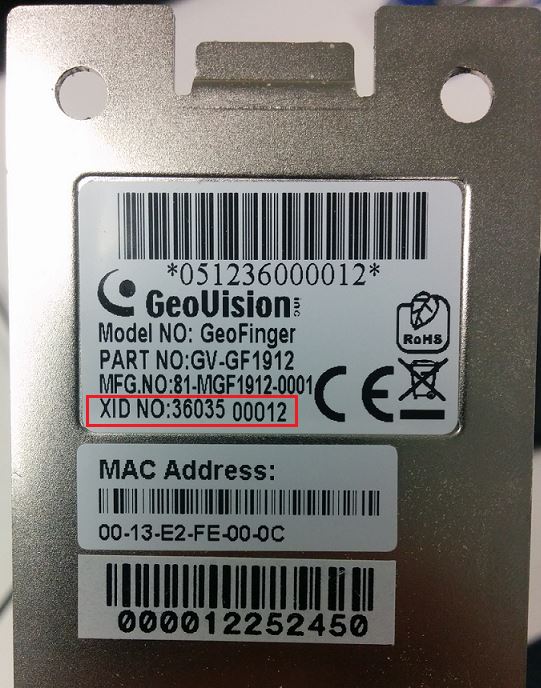 *051236000012*
GeoVision Inc
Model NO: GeoFinger
PART NO:GV-GF1912
MFG.NO:81-MGF1912-0001
XID NO:36035 00012
RoHS
CE
MAC Address:
00-13-E2-FE-00-0C
000012252450